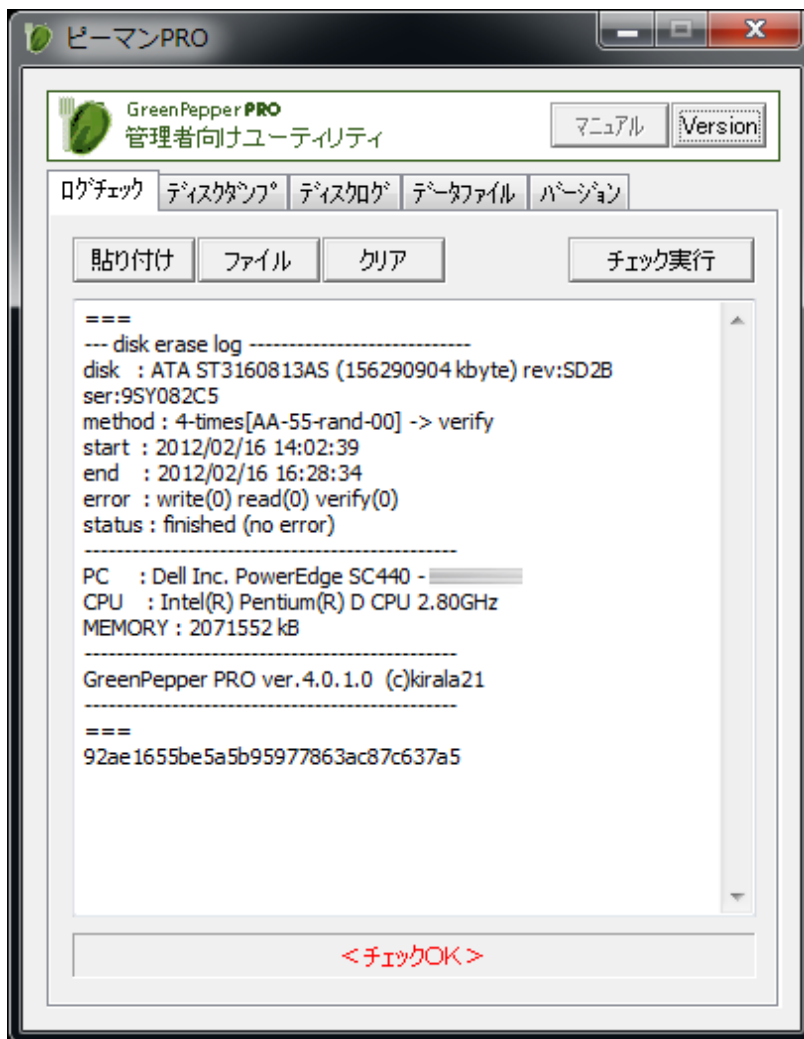 ピーマンPRO
GreenPepper PRO
管理者向けユーティリティ
マニュアル Version
ログチェック ディスクダンプ ディスクログ データファイル バージョン
貼り付け ファイル クリア チェック実行
===
--- disk erase log ----------------------------
disk : ATA ST3160813AS (156290904 kbyte) rev:SD2B
ser:9SY082C5
method : 4-times[AA-55-rand-00] -> verify
start : 2012/02/16 14:02:39
end : 2012/02/16 16:28:34
error : write(0) read(0) verify(0)
status : finished (no error)
-----------------------------------------------
PC : Dell Inc. PowerEdge SC440 -
CPU : Intel(R) Pentium(R) D CPU 2.80GHz
MEMORY : 2071552 kB
-----------------------------------------------
GreenPepper PRO ver.4.0.1.0 (c)kirala21
-----------------------------------------------
===
92ae1655be5a5b95977863ac87c637a5
<チェックOK>